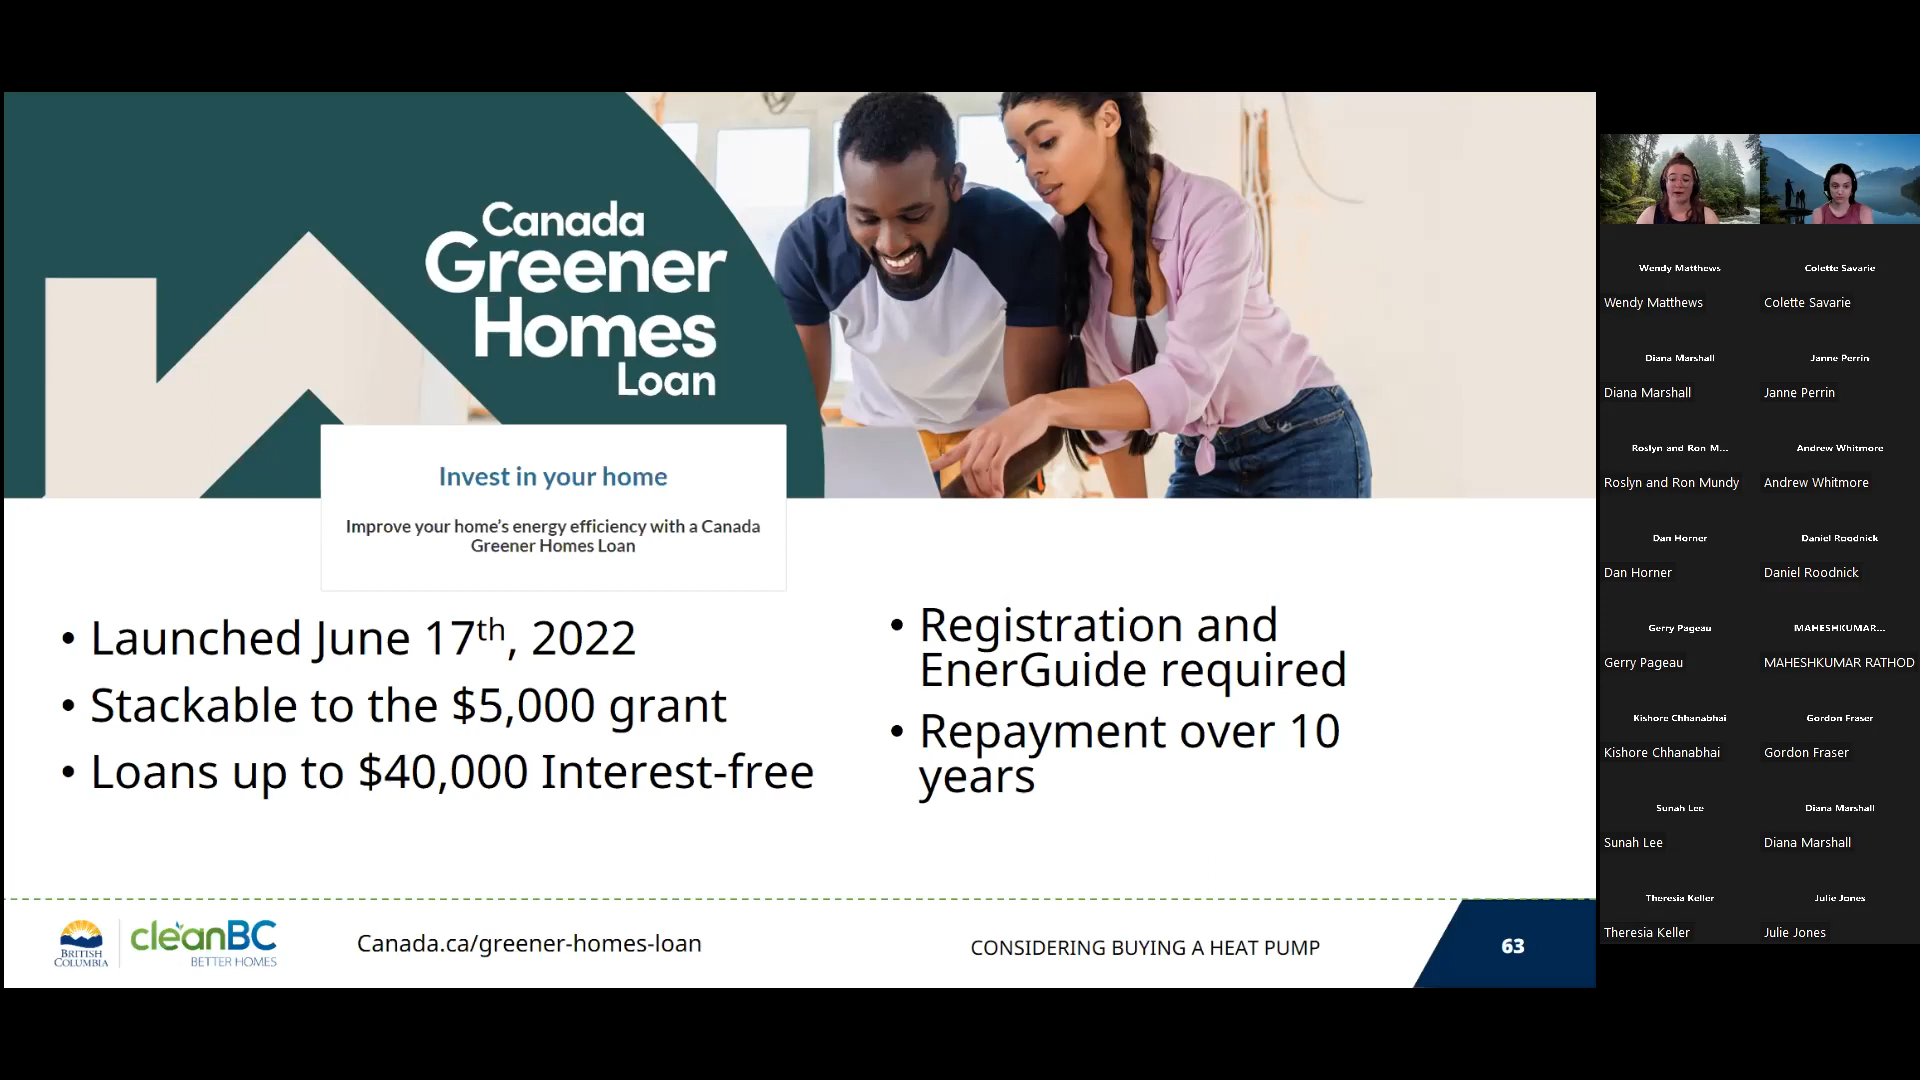 Canada
Greener
Homes
Loan
Invest in your home
Improve your home's energy efficiency with a Canada
Greener Homes Loan
• Launched June 17th, 2022
• Stackable to the $5,000 grant
• Loans up to $40,000 Interest-free
• Registration and
EnerGuide required
• Repayment over 10
years
BRITISH
COLUMBIA
cleanBC
BETTER HOMES
Canada.ca/greener-homes-loan
CONSIDERING BUYING A HEAT PUMP
63
Wendy Matthews
Colette Savarie
Wendy Matthews
Colette Savarie
Diana Marshall
Janne Perrin
Diana Marshall
Janne Perrin
Roslyn and Ron M...
Andrew Whitmore
Roslyn and Ron Mundy
Andrew Whitmore
Dan Horner
Daniel Roodnick
Dan Horner
Daniel Roodnick
Gerry Pageau
MAHESHKUMAR...
Gerry Pageau
MAHESHKUMAR RATHOD
Kishore Chhanabhai
Gordon Fraser
Kishore Chhanabhai
Gordon Fraser
Sunah Lee
Diana Marshall
Sunah Lee
Diana Marshall
Theresia Keller
Julie Jones
Theresia Keller
Julie Jones